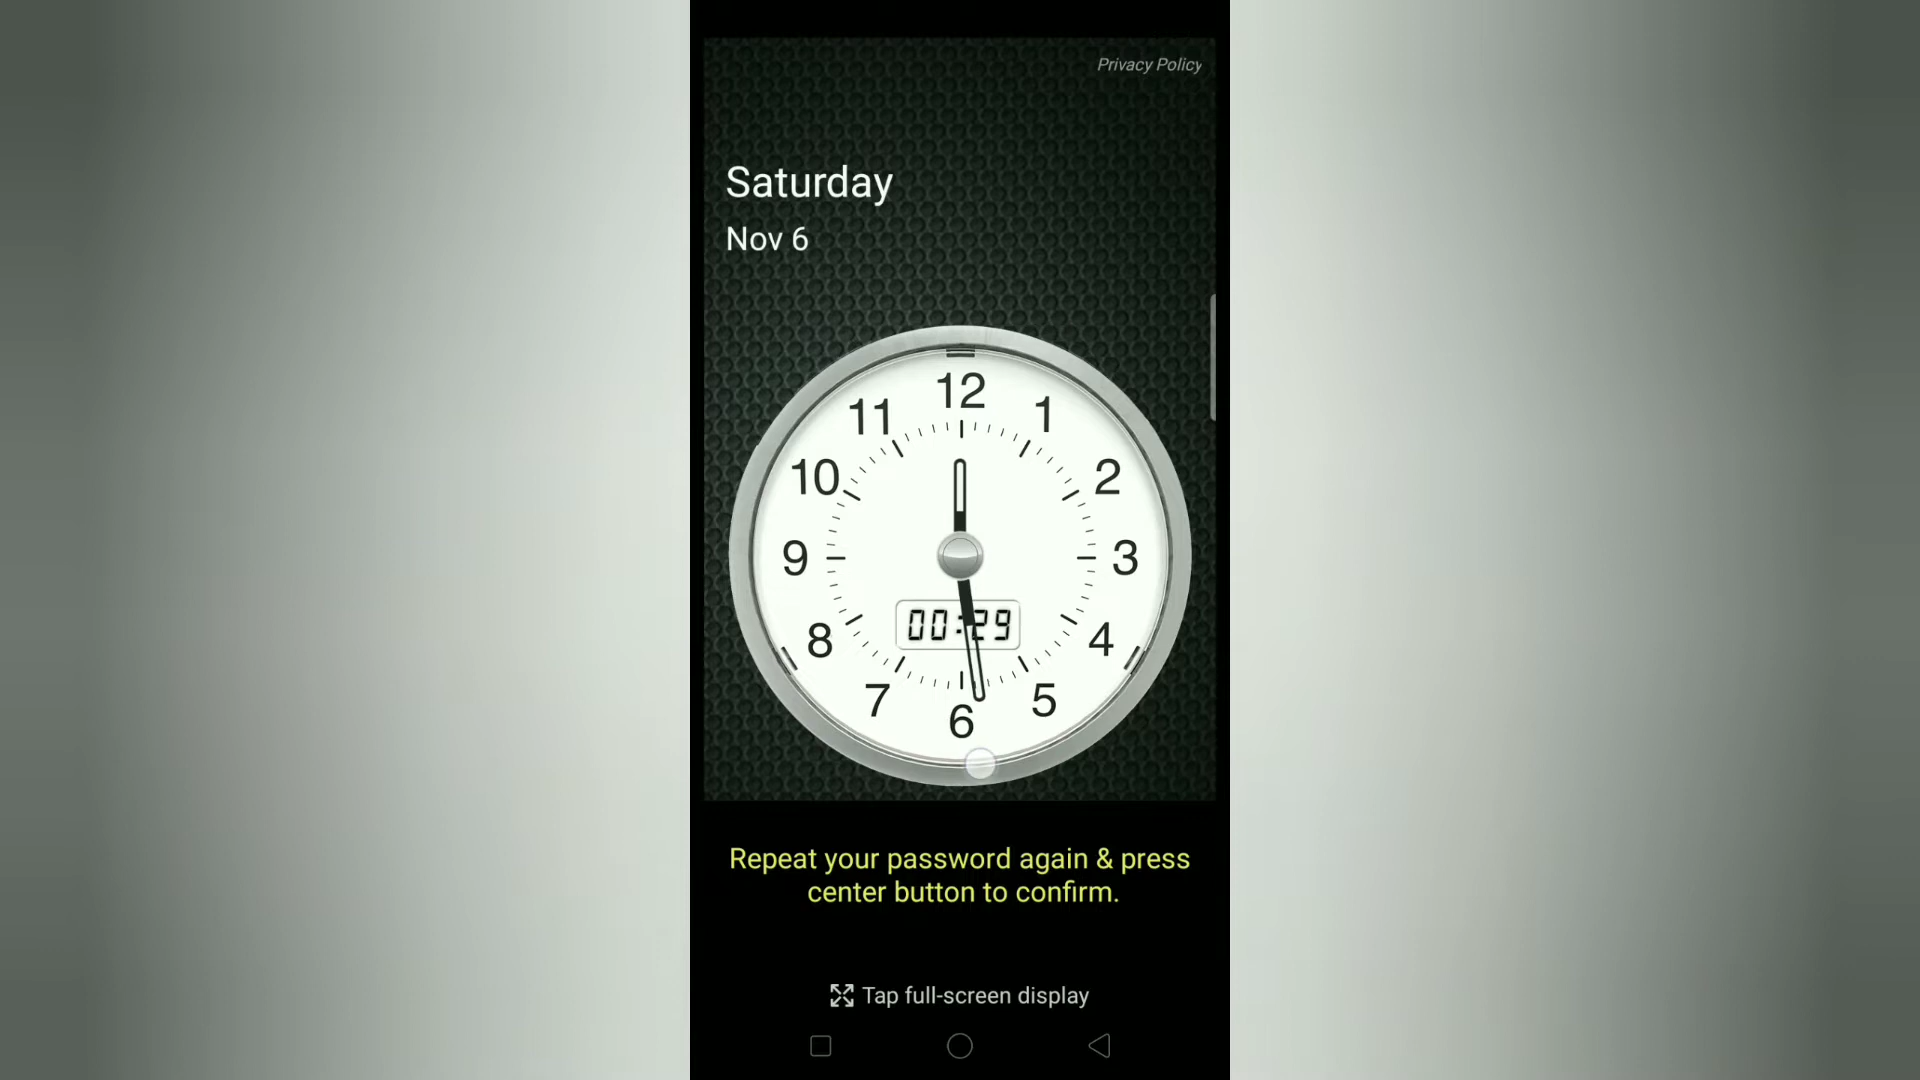 Privacy Policy
Saturday
Nov 6
12
11
1
10
2
9
3
00:29
8
4
7
5
6
Repeat your password again & press
center button to confirm.
Tap full-screen display